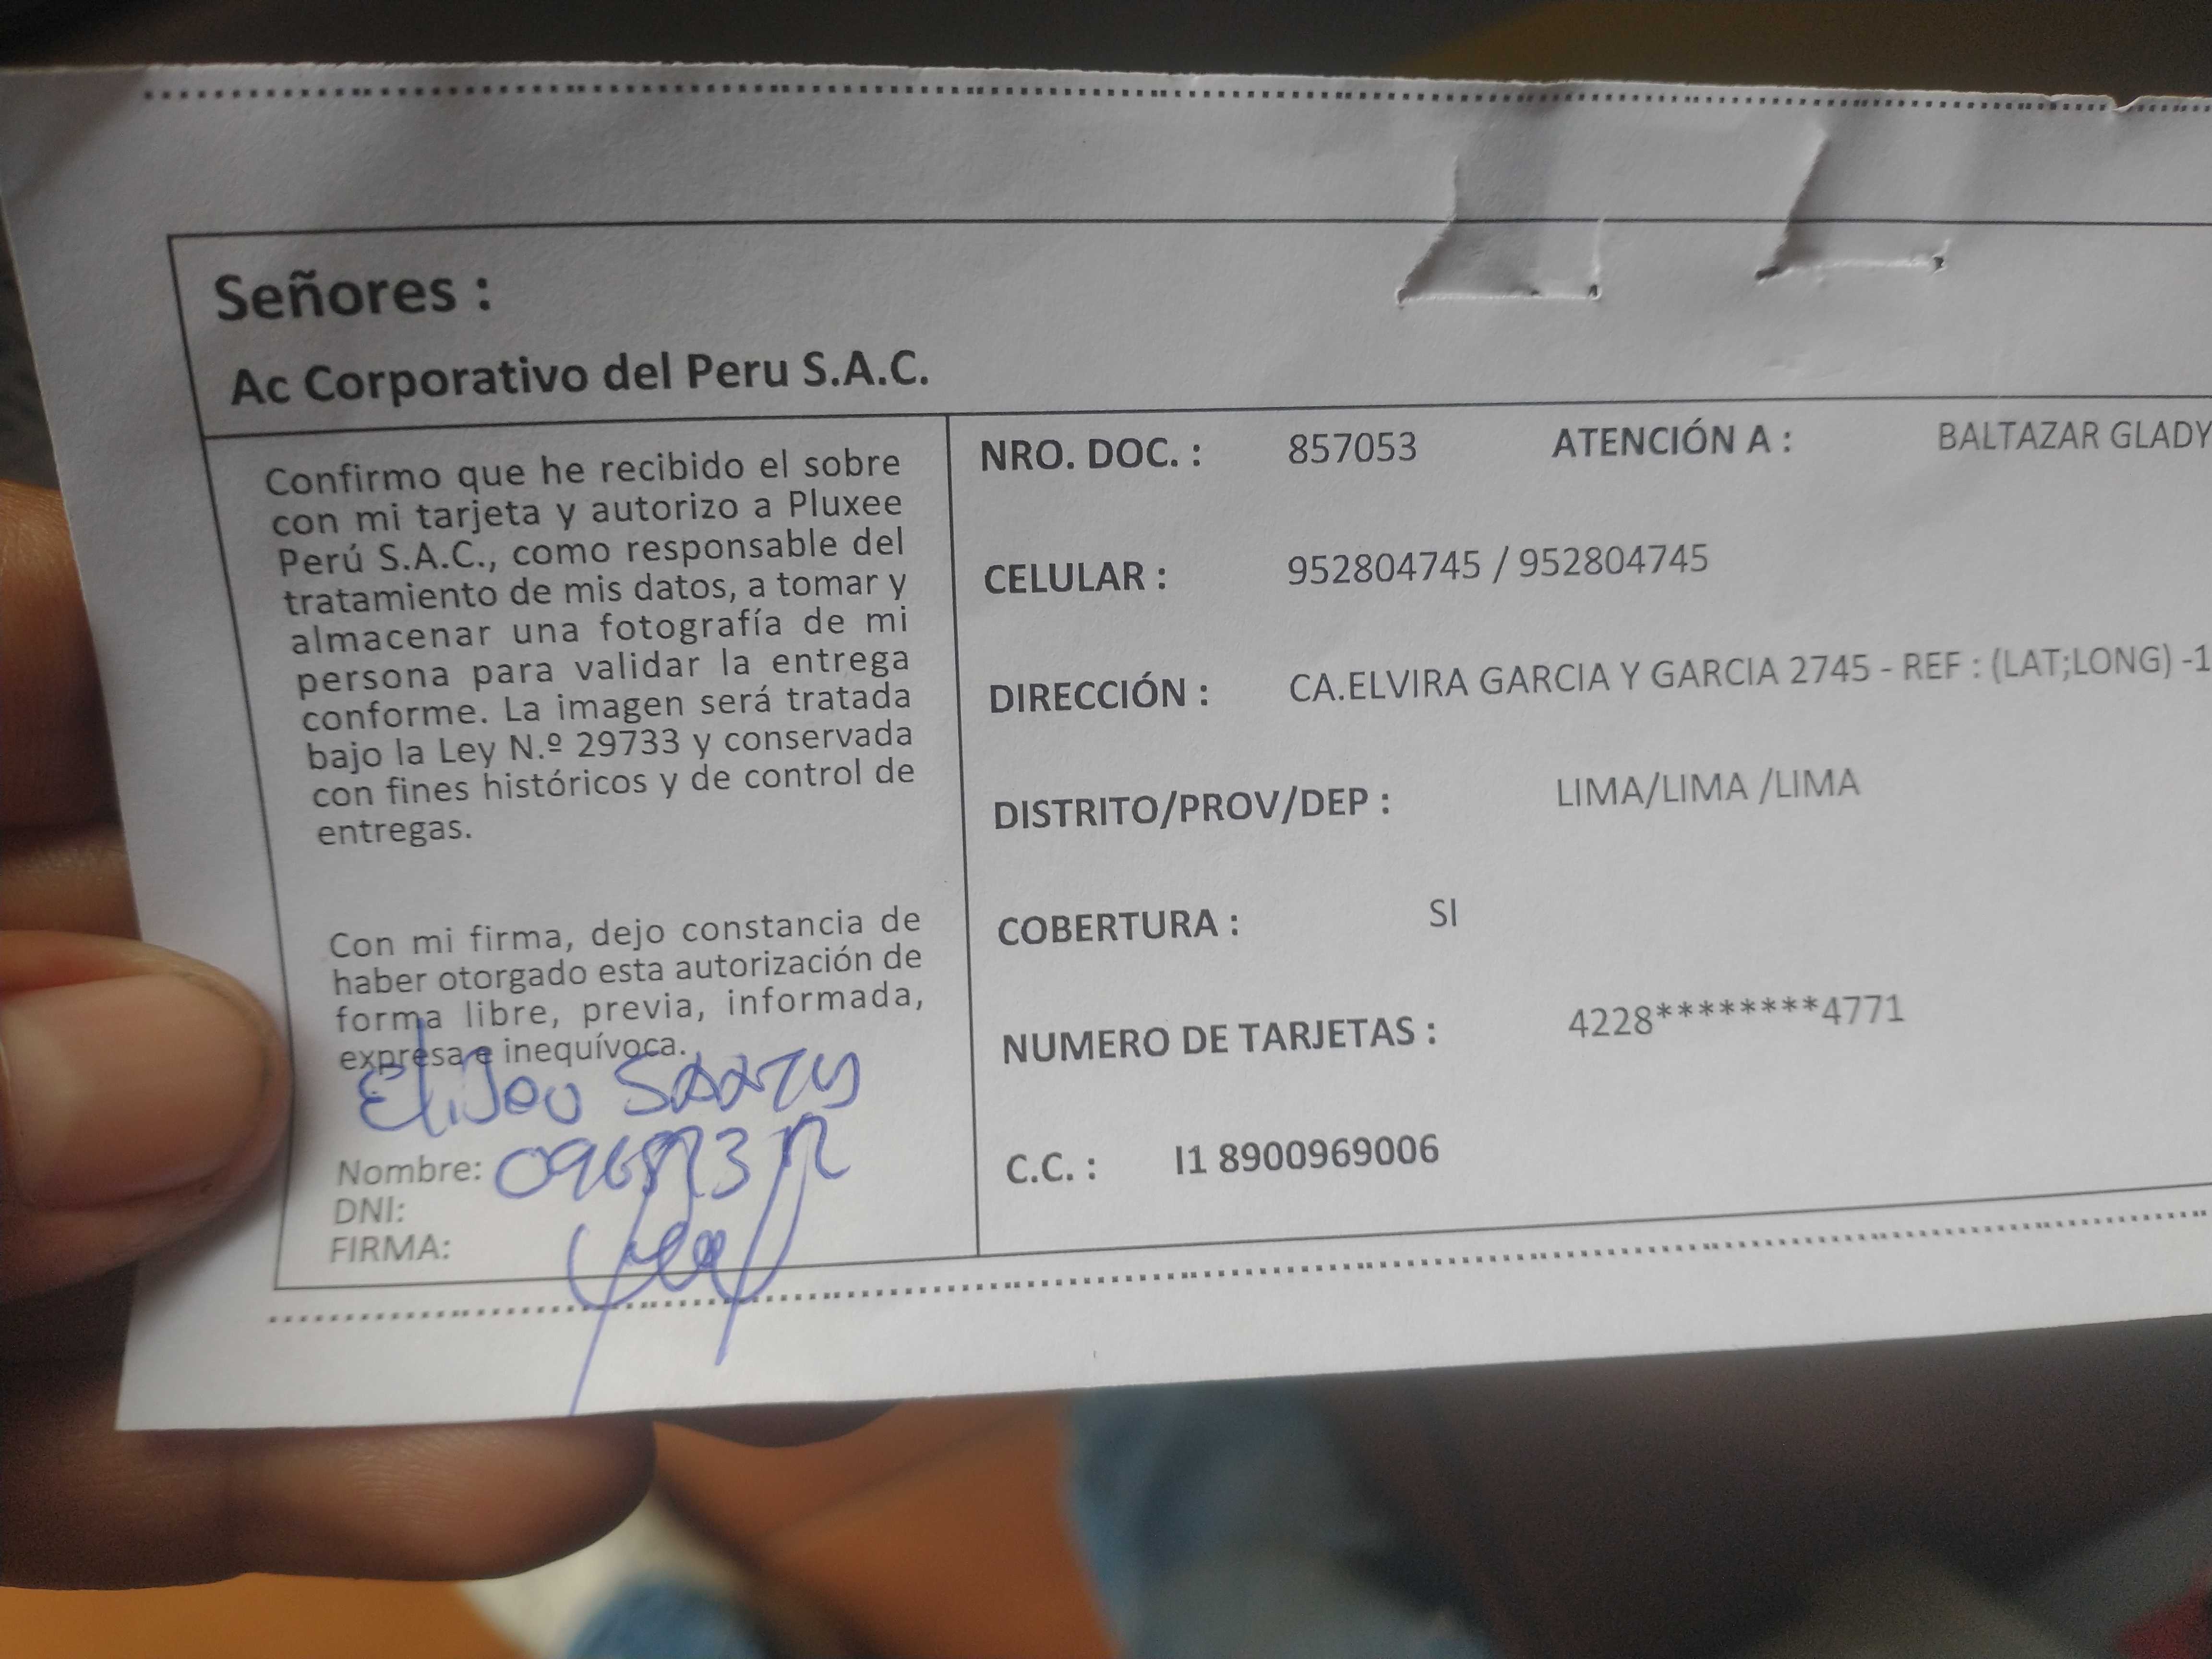 Señores :
Ac Corporativo del Peru S.A.C.
Confirmo que he recibido el sobre
con mi tarjeta y autorizo a Pluxee
Perú S.A.C., como responsable del
tratamiento de mis datos, a tomar y
almacenar una fotografía de mi
persona para validar la entrega
conforme. La imagen será tratada
bajo la Ley N.º 29733 y conservada
con fines históricos y de control de
entregas.
Con mi firma, dejo constancia de
haber otorgado esta autorización de
forma libre, previa, informada,
expresa e inequívoca.
Eliseo
Nombre:
DNI:
FIRMA:
NRO. DOC. : 857053 ATENCIÓN A : BALTAZAR GLADY
CELULAR : 952804745 / 952804745
DIRECCIÓN : CA.ELVIRA GARCIA Y GARCIA 2745 - REF : (LAT;LONG) -1
DISTRITO/PROV/DEP : LIMA/LIMA /LIMA
COBERTURA : SI
NUMERO DE TARJETAS : 4228********4771
C.C. : I1 8900969006